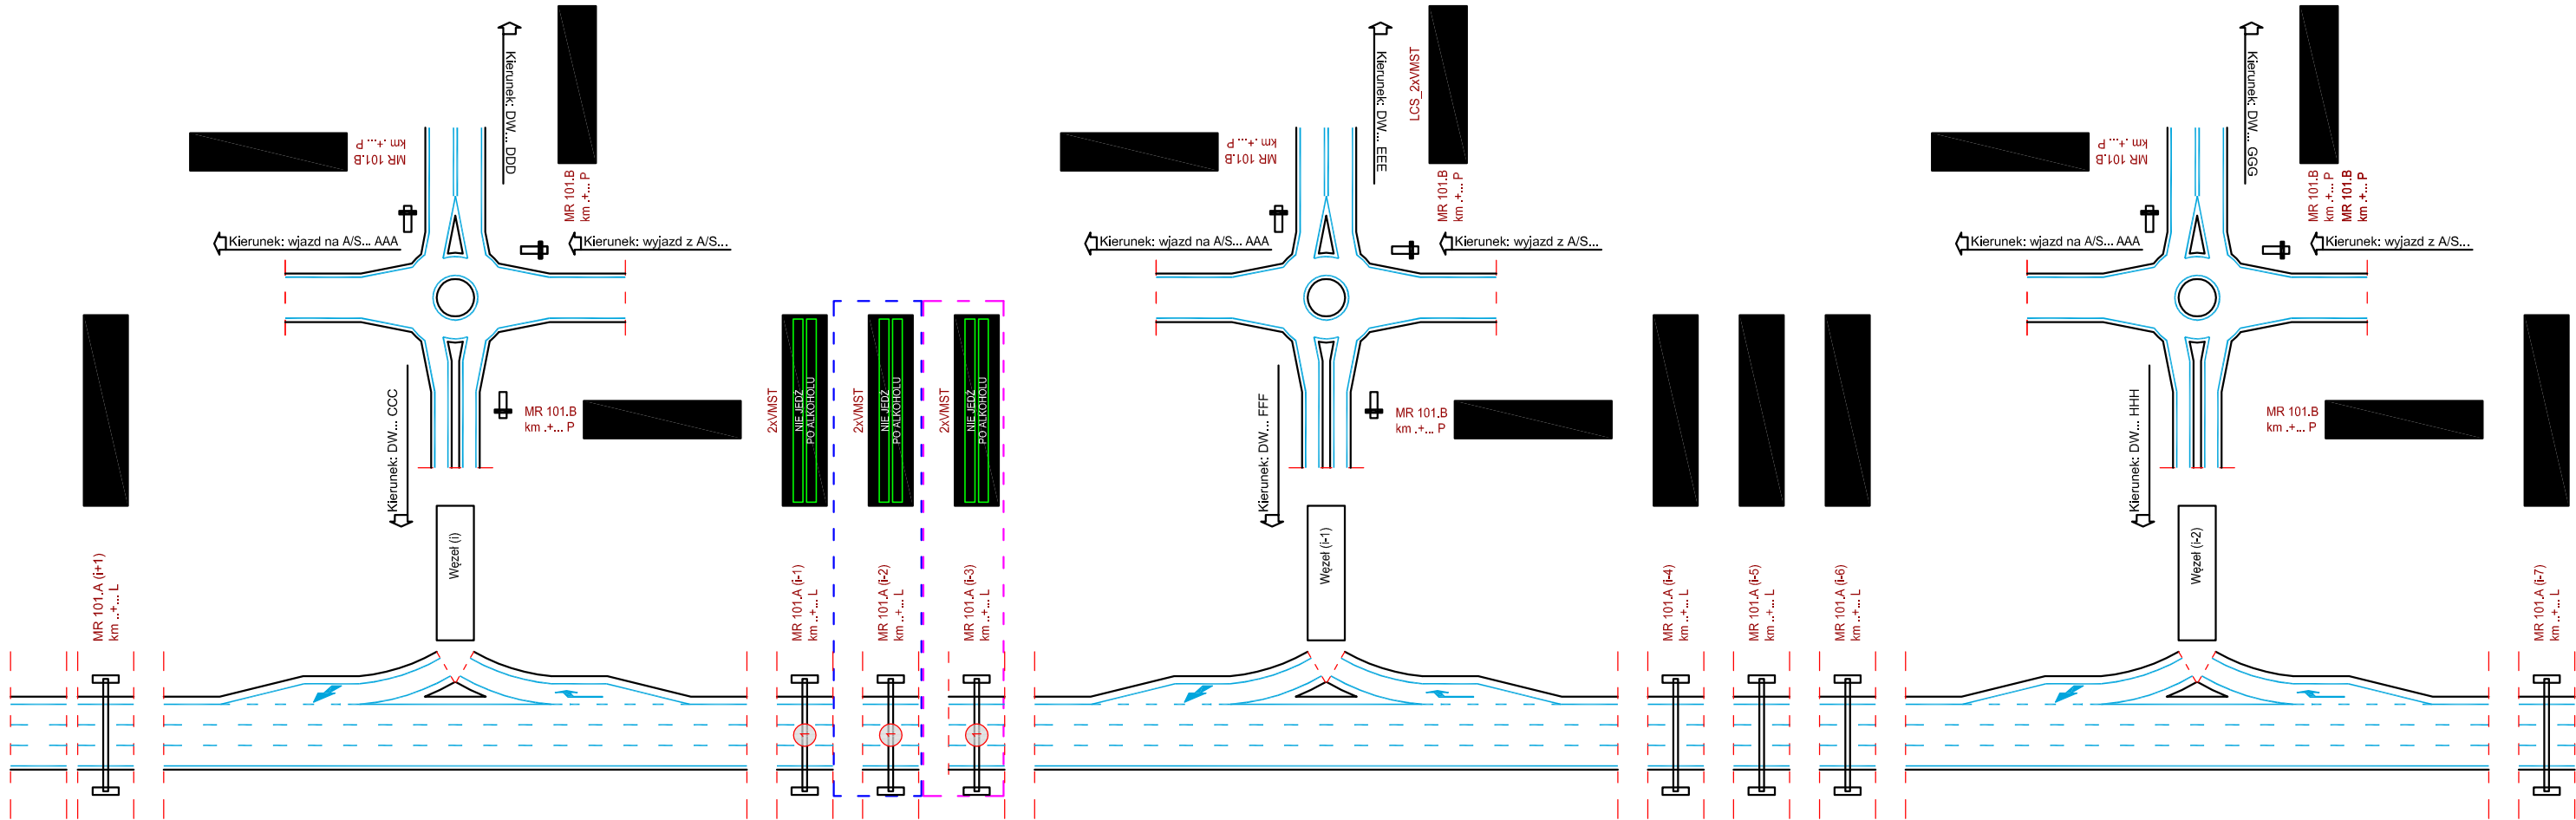 Kierunek: DW... DDD
MR 101.B
km .+... P
MR 101.B
km .+... P
Kierunek: wjazd na A/S... AAA
Kierunek: wyjazd z A/S...
Kierunek: DW... CCC
MR 101.B
km .+... P
Węzeł (i)
MR 101.A (i+1)
km ..+... L
2xVMST
NIE JEDŹ
PO ALKOHOLU
2xVMST
NIE JEDŹ
PO ALKOHOLU
2xVMST
NIE JEDŹ
PO ALKOHOLU
MR 101.A (i-1)
km ..+... L
MR 101.A (i-2)
km ..+... L
MR 101.A (i-3)
km ..+... L
1
1
1
Kierunek: DW... EEE
LCS_2xVMST
MR 101.B
km .+... P
MR 101.B
km .+... P
Kierunek: wjazd na A/S... AAA
Kierunek: wyjazd z A/S...
Kierunek: DW... FFF
MR 101.B
km .+... P
Węzeł (i-1)
MR 101.A (i-4)
km ..+... L
MR 101.A (i-5)
km ..+... L
MR 101.A (i-6)
km ..+... L
Kierunek: DW... GGG
MR 101.B
km .+... P
MR 101.B
km .+... P
MR 101.B
km .+... P
Kierunek: wjazd na A/S... AAA
Kierunek: wyjazd z A/S...
Kierunek: DW... HHH
MR 101.B
km .+... P
Węzeł (i-2)
MR 101.A (i-7)
km ..+... L